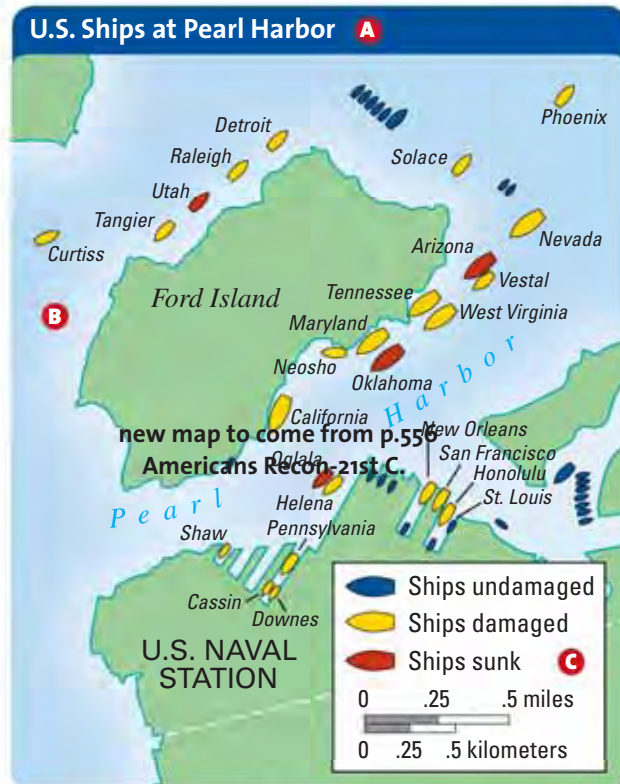 U.S. Ships at Pearl Harbor A
Phoenix
Detroit
Solace
Raleigh
Utah
Tangier
Nevada
Curtiss
Arizona
Vestal
Ford Island
Tennessee
West Virginia
B
Maryland
Neosho
Oklahoma
Pearl Harbor
California
new map to come from p.556
Americans Recon-21st C.
New Orleans
San Francisco
Honolulu
St. Louis
Oglala
Helena
Pennsylvania
Shaw
Cassin
Downes
U.S. NAVAL
STATION
Ships undamaged
Ships damaged
Ships sunk C
0 .25 .5 miles
0 .25 .5 kilometers